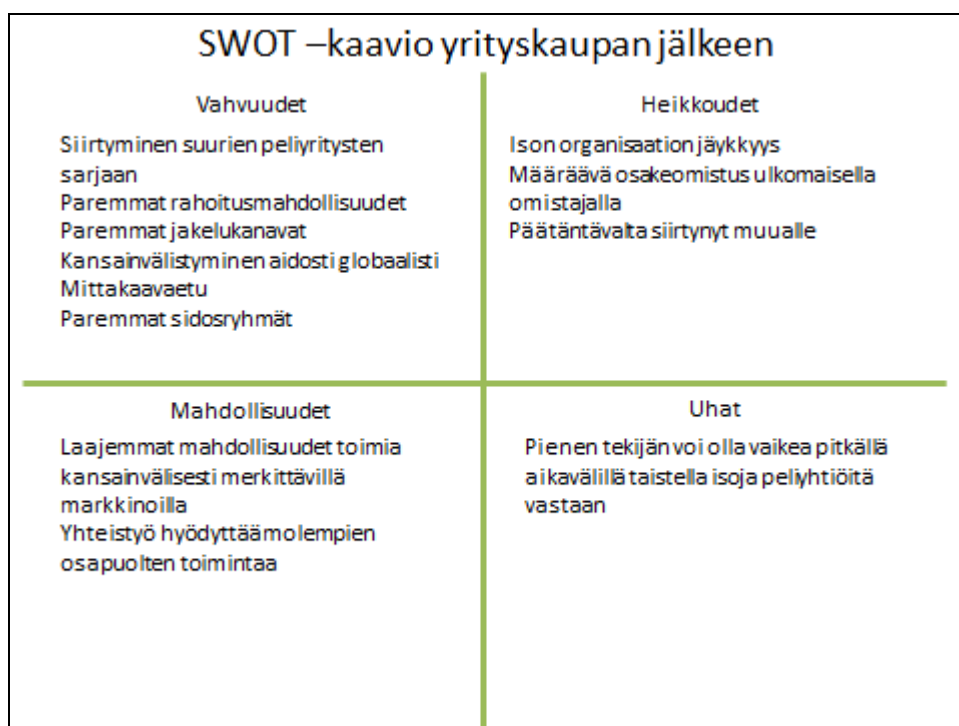 SWOT –kaavio yrityskaupan jälkeen
Vahvuudet
Siirtyminen suurien peliyritysten
sarjaan
Paremmat rahoitusmahdollisuudet
Paremmat jakelukanavat
Kansainvälistyminen aidosti globaalisti
Mittakaavaetu
Paremmat sidosryhmät
Heikkoudet
Ison organisaation jäykkyys
Määräävä osakeomistus ulkomaisella
omistajalla
Päätäntävalta siirtynyt muualle
Mahdollisuudet
Laajemmat mahdollisuudet toimia
kansainvälisesti merkittävillä
markkinoilla
Yhteistyö hyödyttää molempien
osapuolten toimintaa
Uhat
Pienen tekijän voi olla vaikea pitkällä
aikavälillä taistella isoja peliyhtiöitä
vastaan